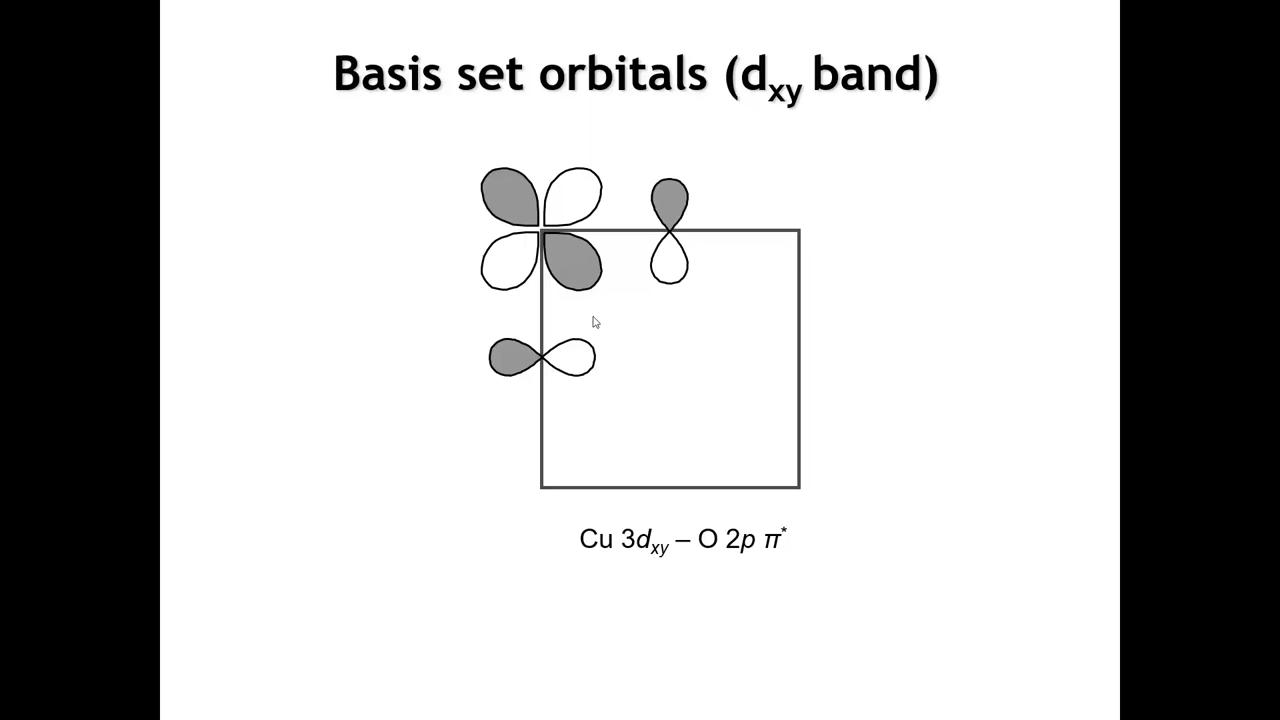 Basis set orbitals (dxy band)
Cu 3dxy – O 2p π*